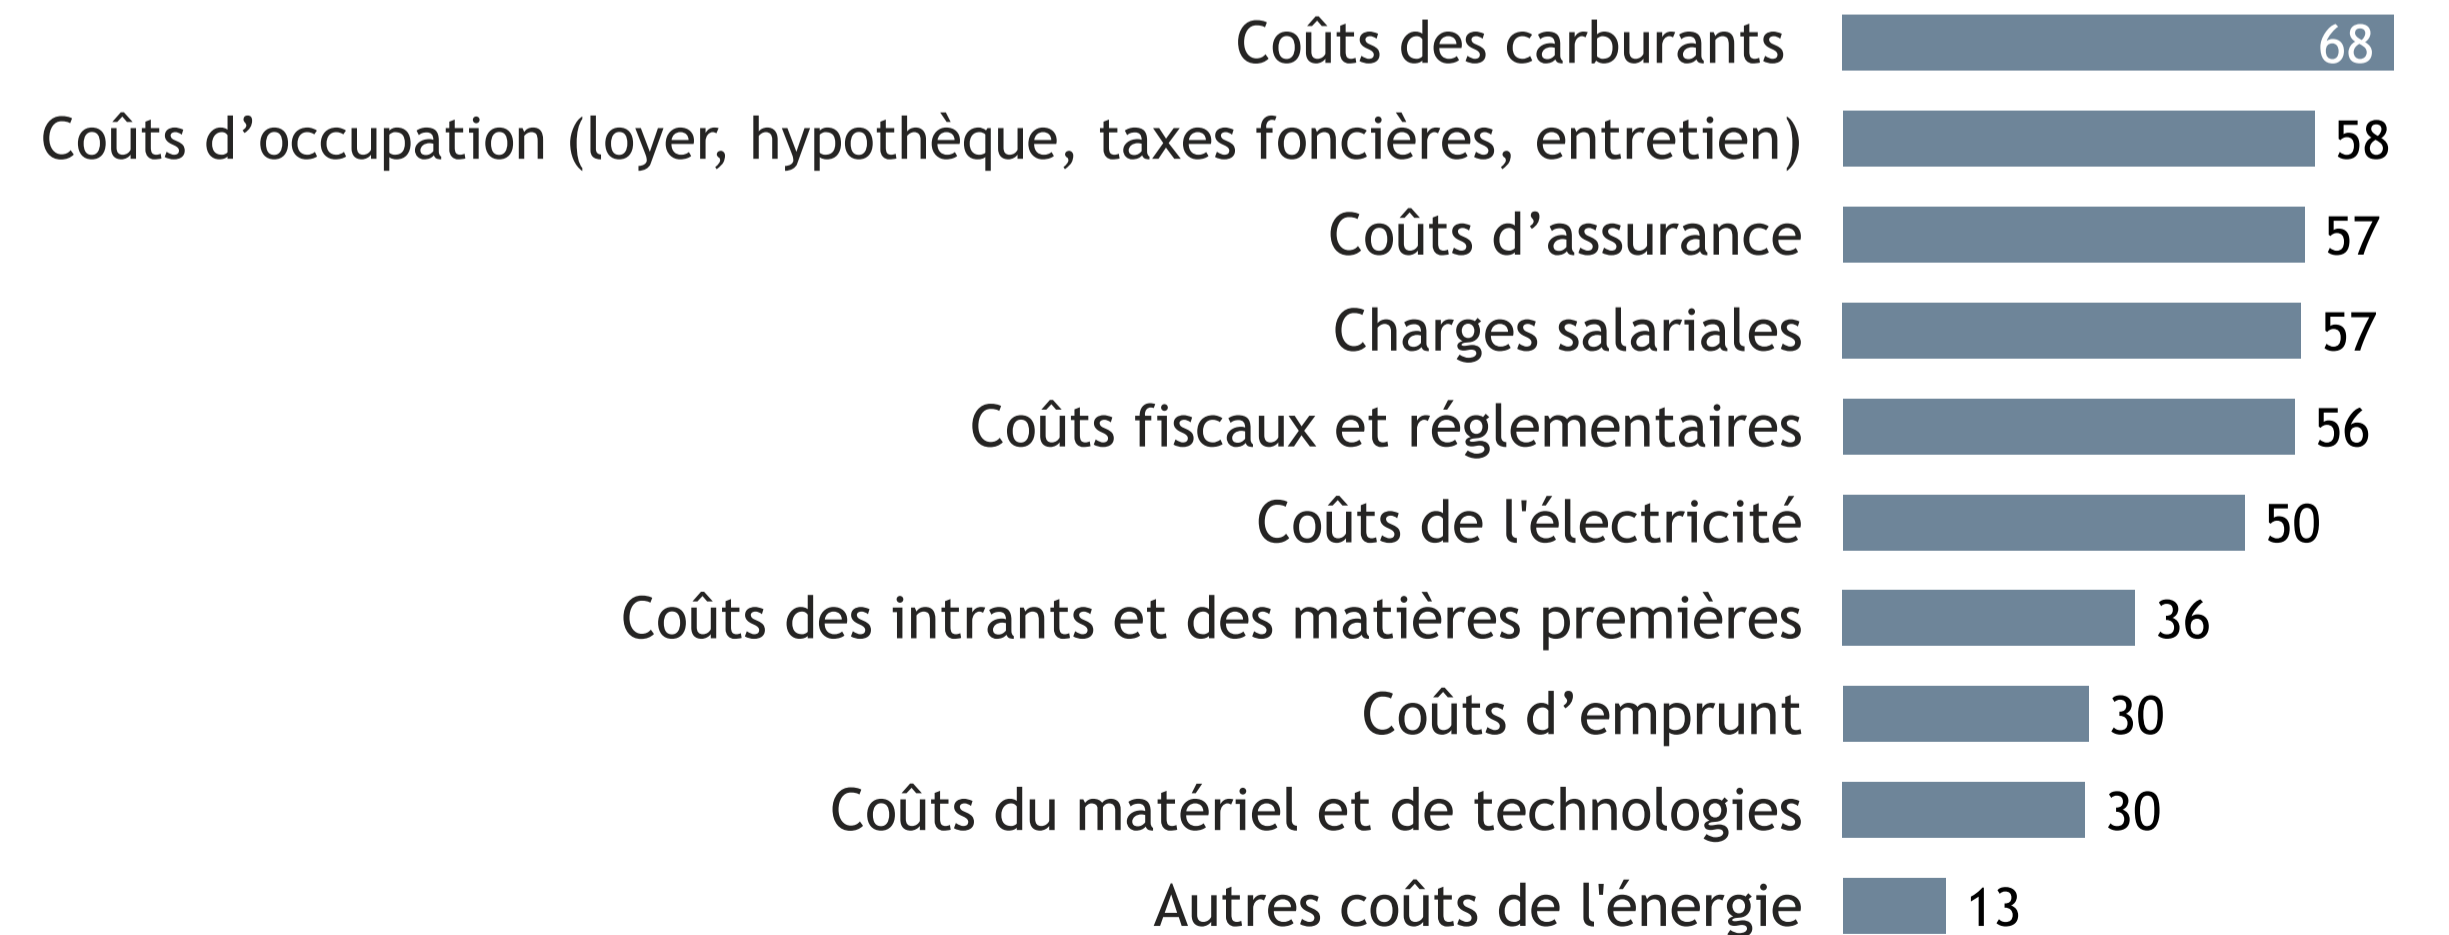 Coûts des carburants 68
Coûts d’occupation (loyer, hypothèque, taxes foncières, entretien) 58
Coûts d’assurance 57
Charges salariales 57
Coûts fiscaux et réglementaires 56
Coûts de l'électricité 50
Coûts des intrants et des matières premières 36
Coûts d’emprunt 30
Coûts du matériel et de technologies 30
Autres coûts de l'énergie 13